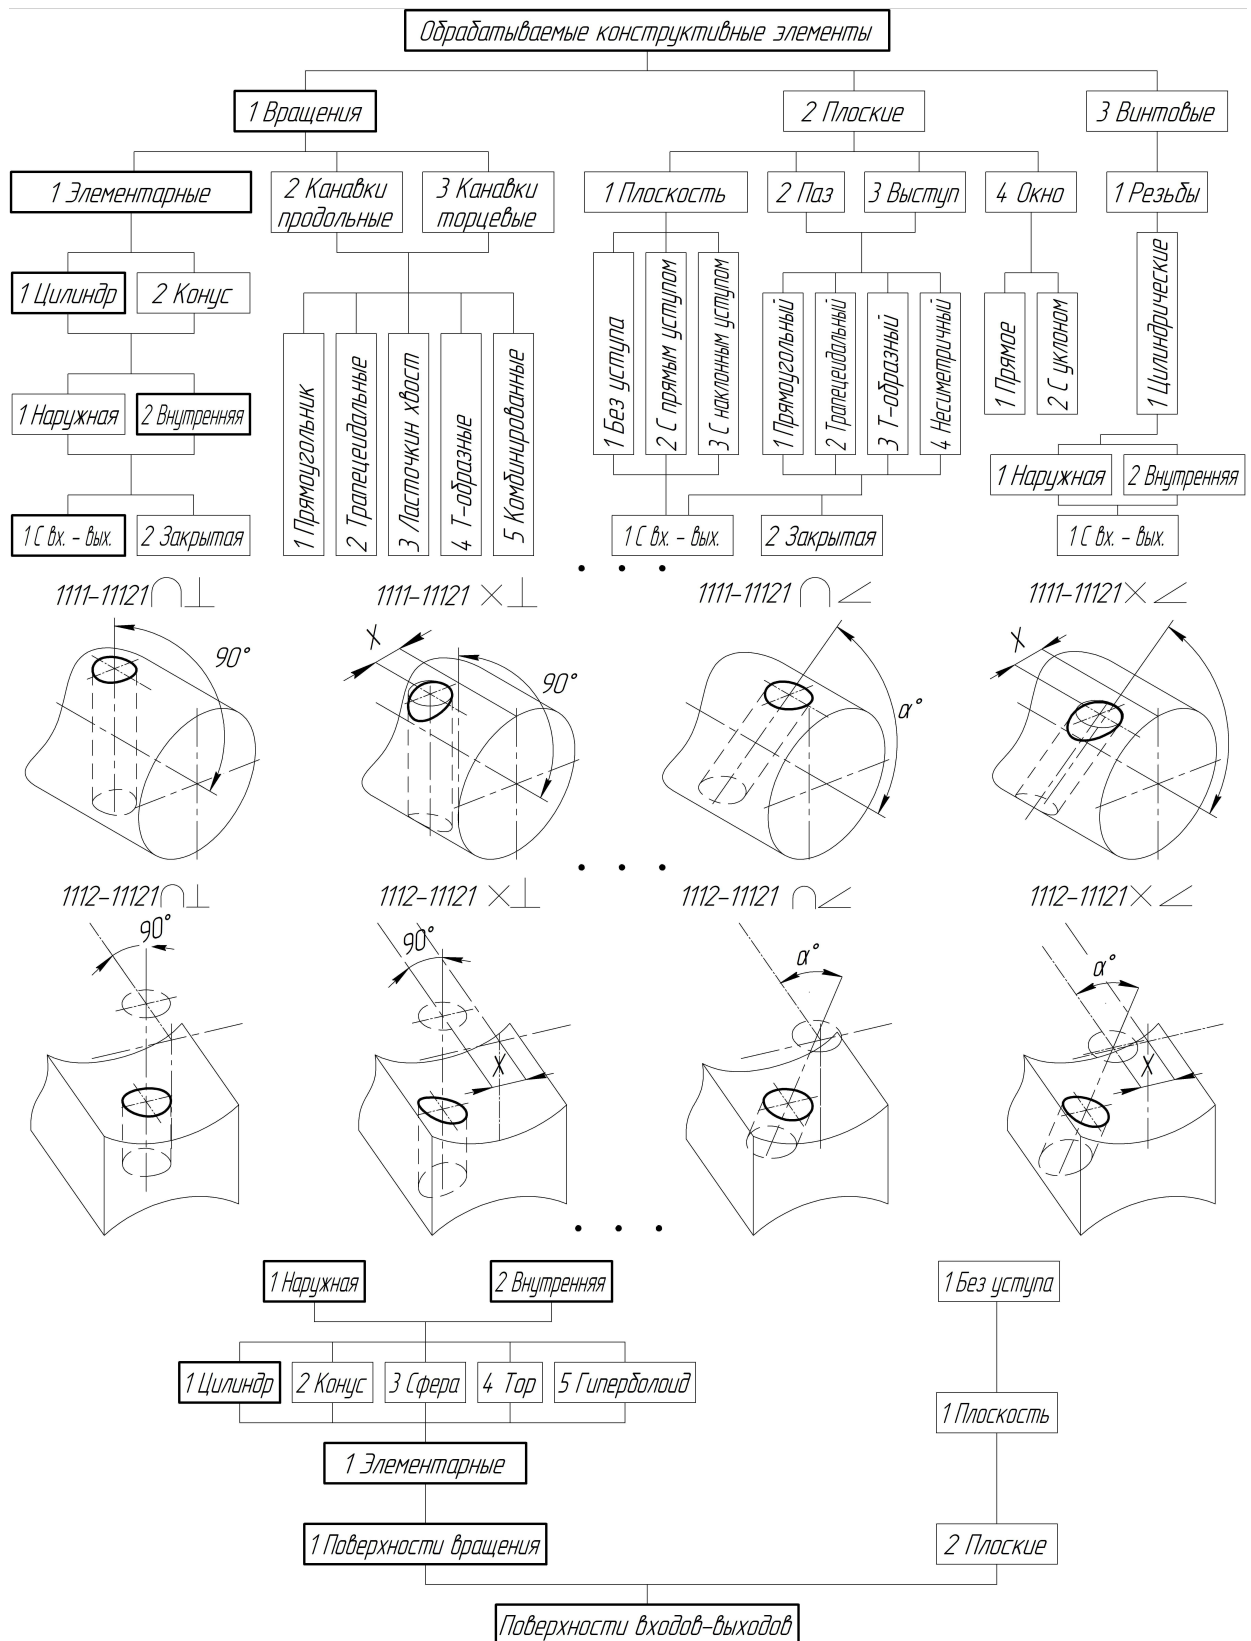 Обрабатываемые конструктивные элементы
1 Вращения
2 Плоские
3 Винтовые
1 Элементарные
2 Канавки
продольные
3 Канавки
торцевые
1 Плоскость
2 Паз
3 Выступ
4 Окно
1 Резьбы
1 Цилиндр
2 Конус
1 Наружная
2 Внутренняя
1 С вх. - вых.
2 Закрытая
1 Прямоугольник
2 Трапецеидальные
3 Ласточкин хвост
4 Т-образные
5 Комбинированные
1 Без уступа
2 С прямым уступом
3 С наклонным уступом
1 Прямоугольный
2 Трапецеидальный
3 Т-образный
4 Несиметричный
1 Прямое
2 С уклоном
1 Цилиндрические
1 С вх. - вых.
2 Закрытая
1 Наружная
2 Внутренняя
1 С вх. - вых.
1111-11121 ∩ ⊥
1111-11121 × ⊥
1111-11121 ∩ ∠
1111-11121 × ∠
90°
X
90°
α°
X
α°
1112-11121 ∩ ⊥
1112-11121 × ⊥
1112-11121 ∩ ∠
1112-11121 × ∠
90°
90°
X
α°
α°
X
1 Наружная
2 Внутренняя
1 Без уступа
1 Цилиндр
2 Конус
3 Сфера
4 Тор
5 Гиперболоид
1 Плоскость
1 Элементарные
1 Поверхности вращения
2 Плоские
Поверхности входов-выходов